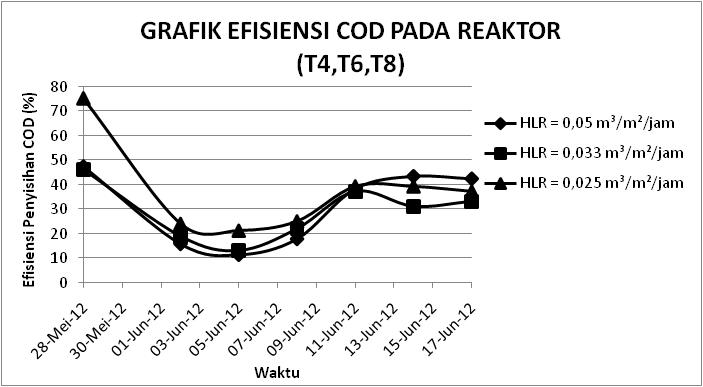 GRAFIK EFISIENSI COD PADA REAKTOR
(T4,T6,T8)
Efisiensi Penyisihan COD (%)
80
70
60
50
40
30
20
10
0
28-Mei-12
30-Mei-12
01-Jun-12
03-Jun-12
05-Jun-12
07-Jun-12
09-Jun-12
11-Jun-12
13-Jun-12
15-Jun-12
17-Jun-12
Waktu
HLR = 0,05 m³/m²/jam
HLR = 0,033 m³/m²/jam
HLR = 0,025 m³/m²/jam